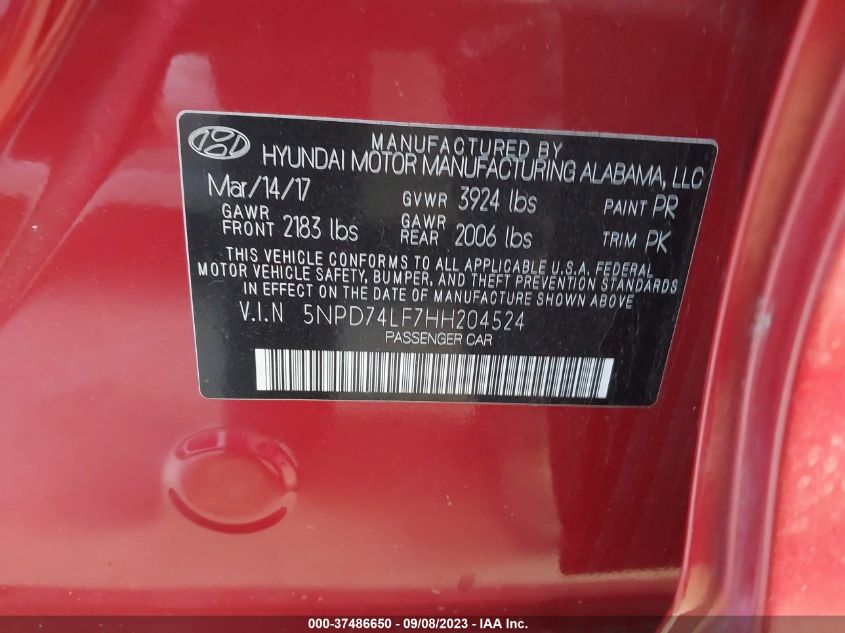 MANUFACTURED BY
HYUNDAI MOTOR MANUFACTURING ALABAMA, LLC
Mar/14/17 GVWR 3924 lbs PAINT PR
GAWR FRONT 2183 lbs GAWR REAR 2006 lbs TRIM PK
THIS VEHICLE CONFORMS TO ALL APPLICABLE U.S.A. FEDERAL
MOTOR VEHICLE SAFETY, BUMPER, AND THEFT PREVENTION STANDARDS
IN EFFECT ON THE DATE OF MANUFACTURE SHOWN ABOVE
V.I.N 5NPD74LF7HH204524
PASSENGER CAR
000-37486650 - 09/08/2023 - IAA Inc.